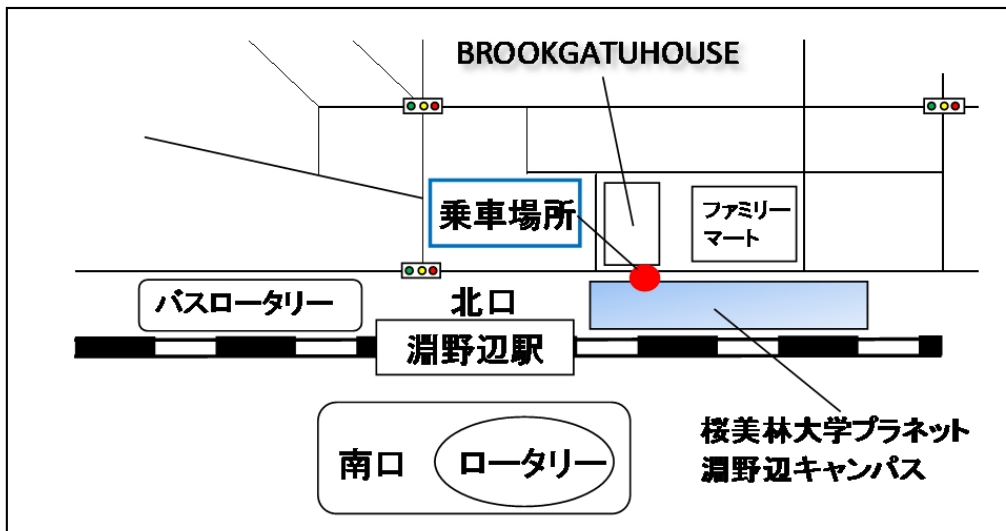 BROOKGATUHOUSE
乗車場所
ファミリー
マート
バスロータリー
北口
淵野辺駅
南口
ロータリー
桜美林大学プラネット
淵野辺キャンパス